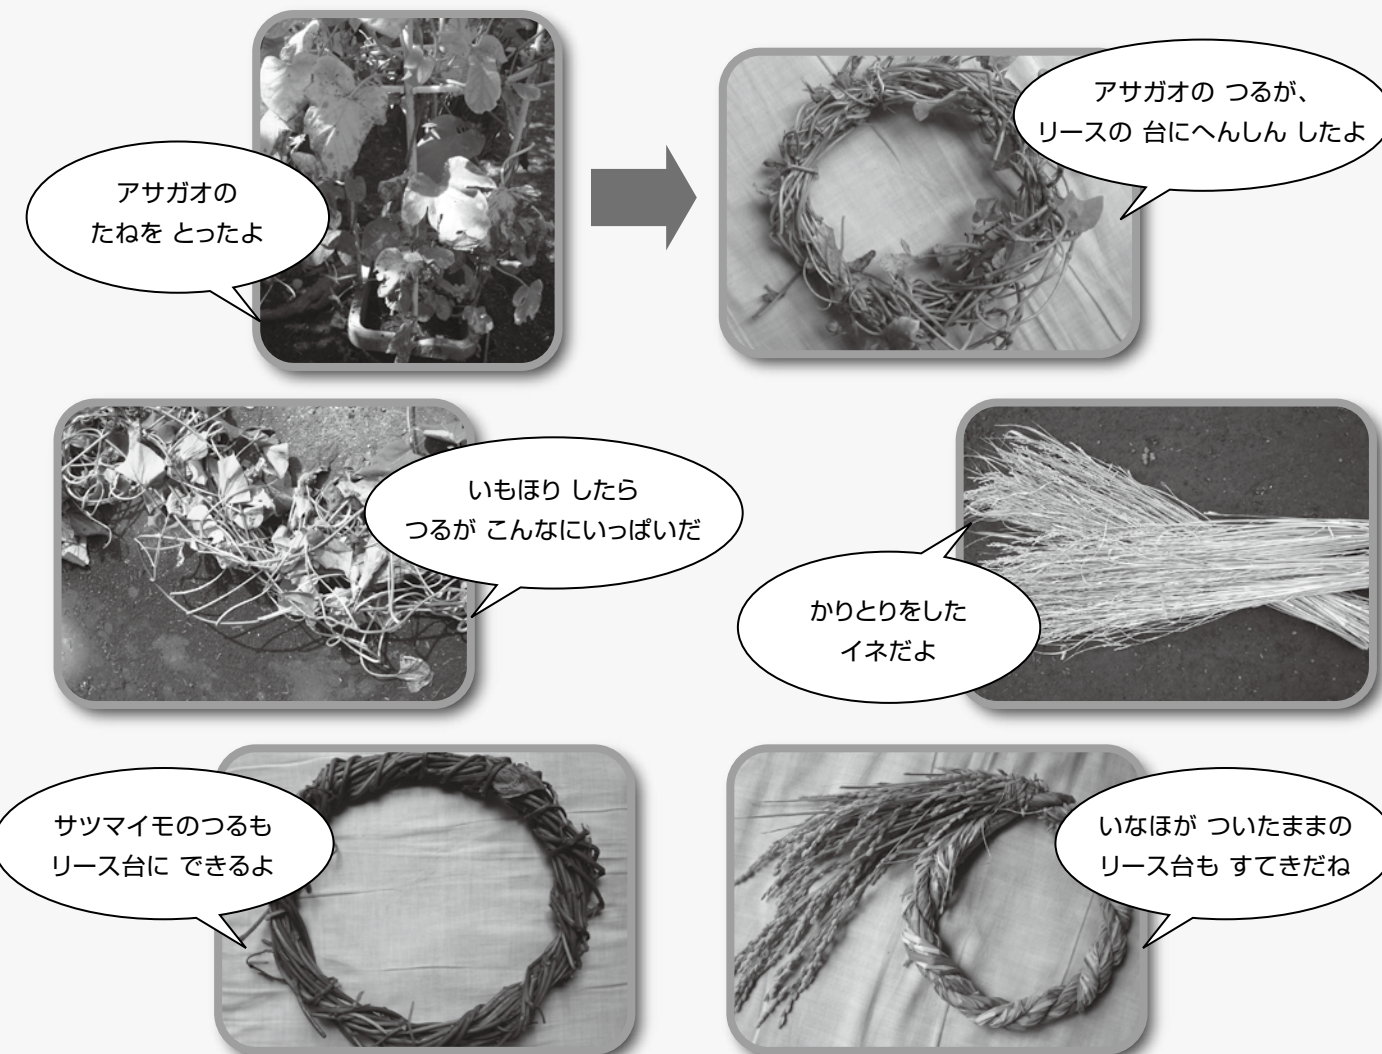 アサガオの
たねを とったよ
アサガオの つるが、
リースの 台にへんしん したよ
いもほり したら
つるが こんなにいっぱいだ
かりとりをした
イネだよ
サツマイモのつるも
リース台に できるよ
いなほが ついたままの
リース台も すてきだね